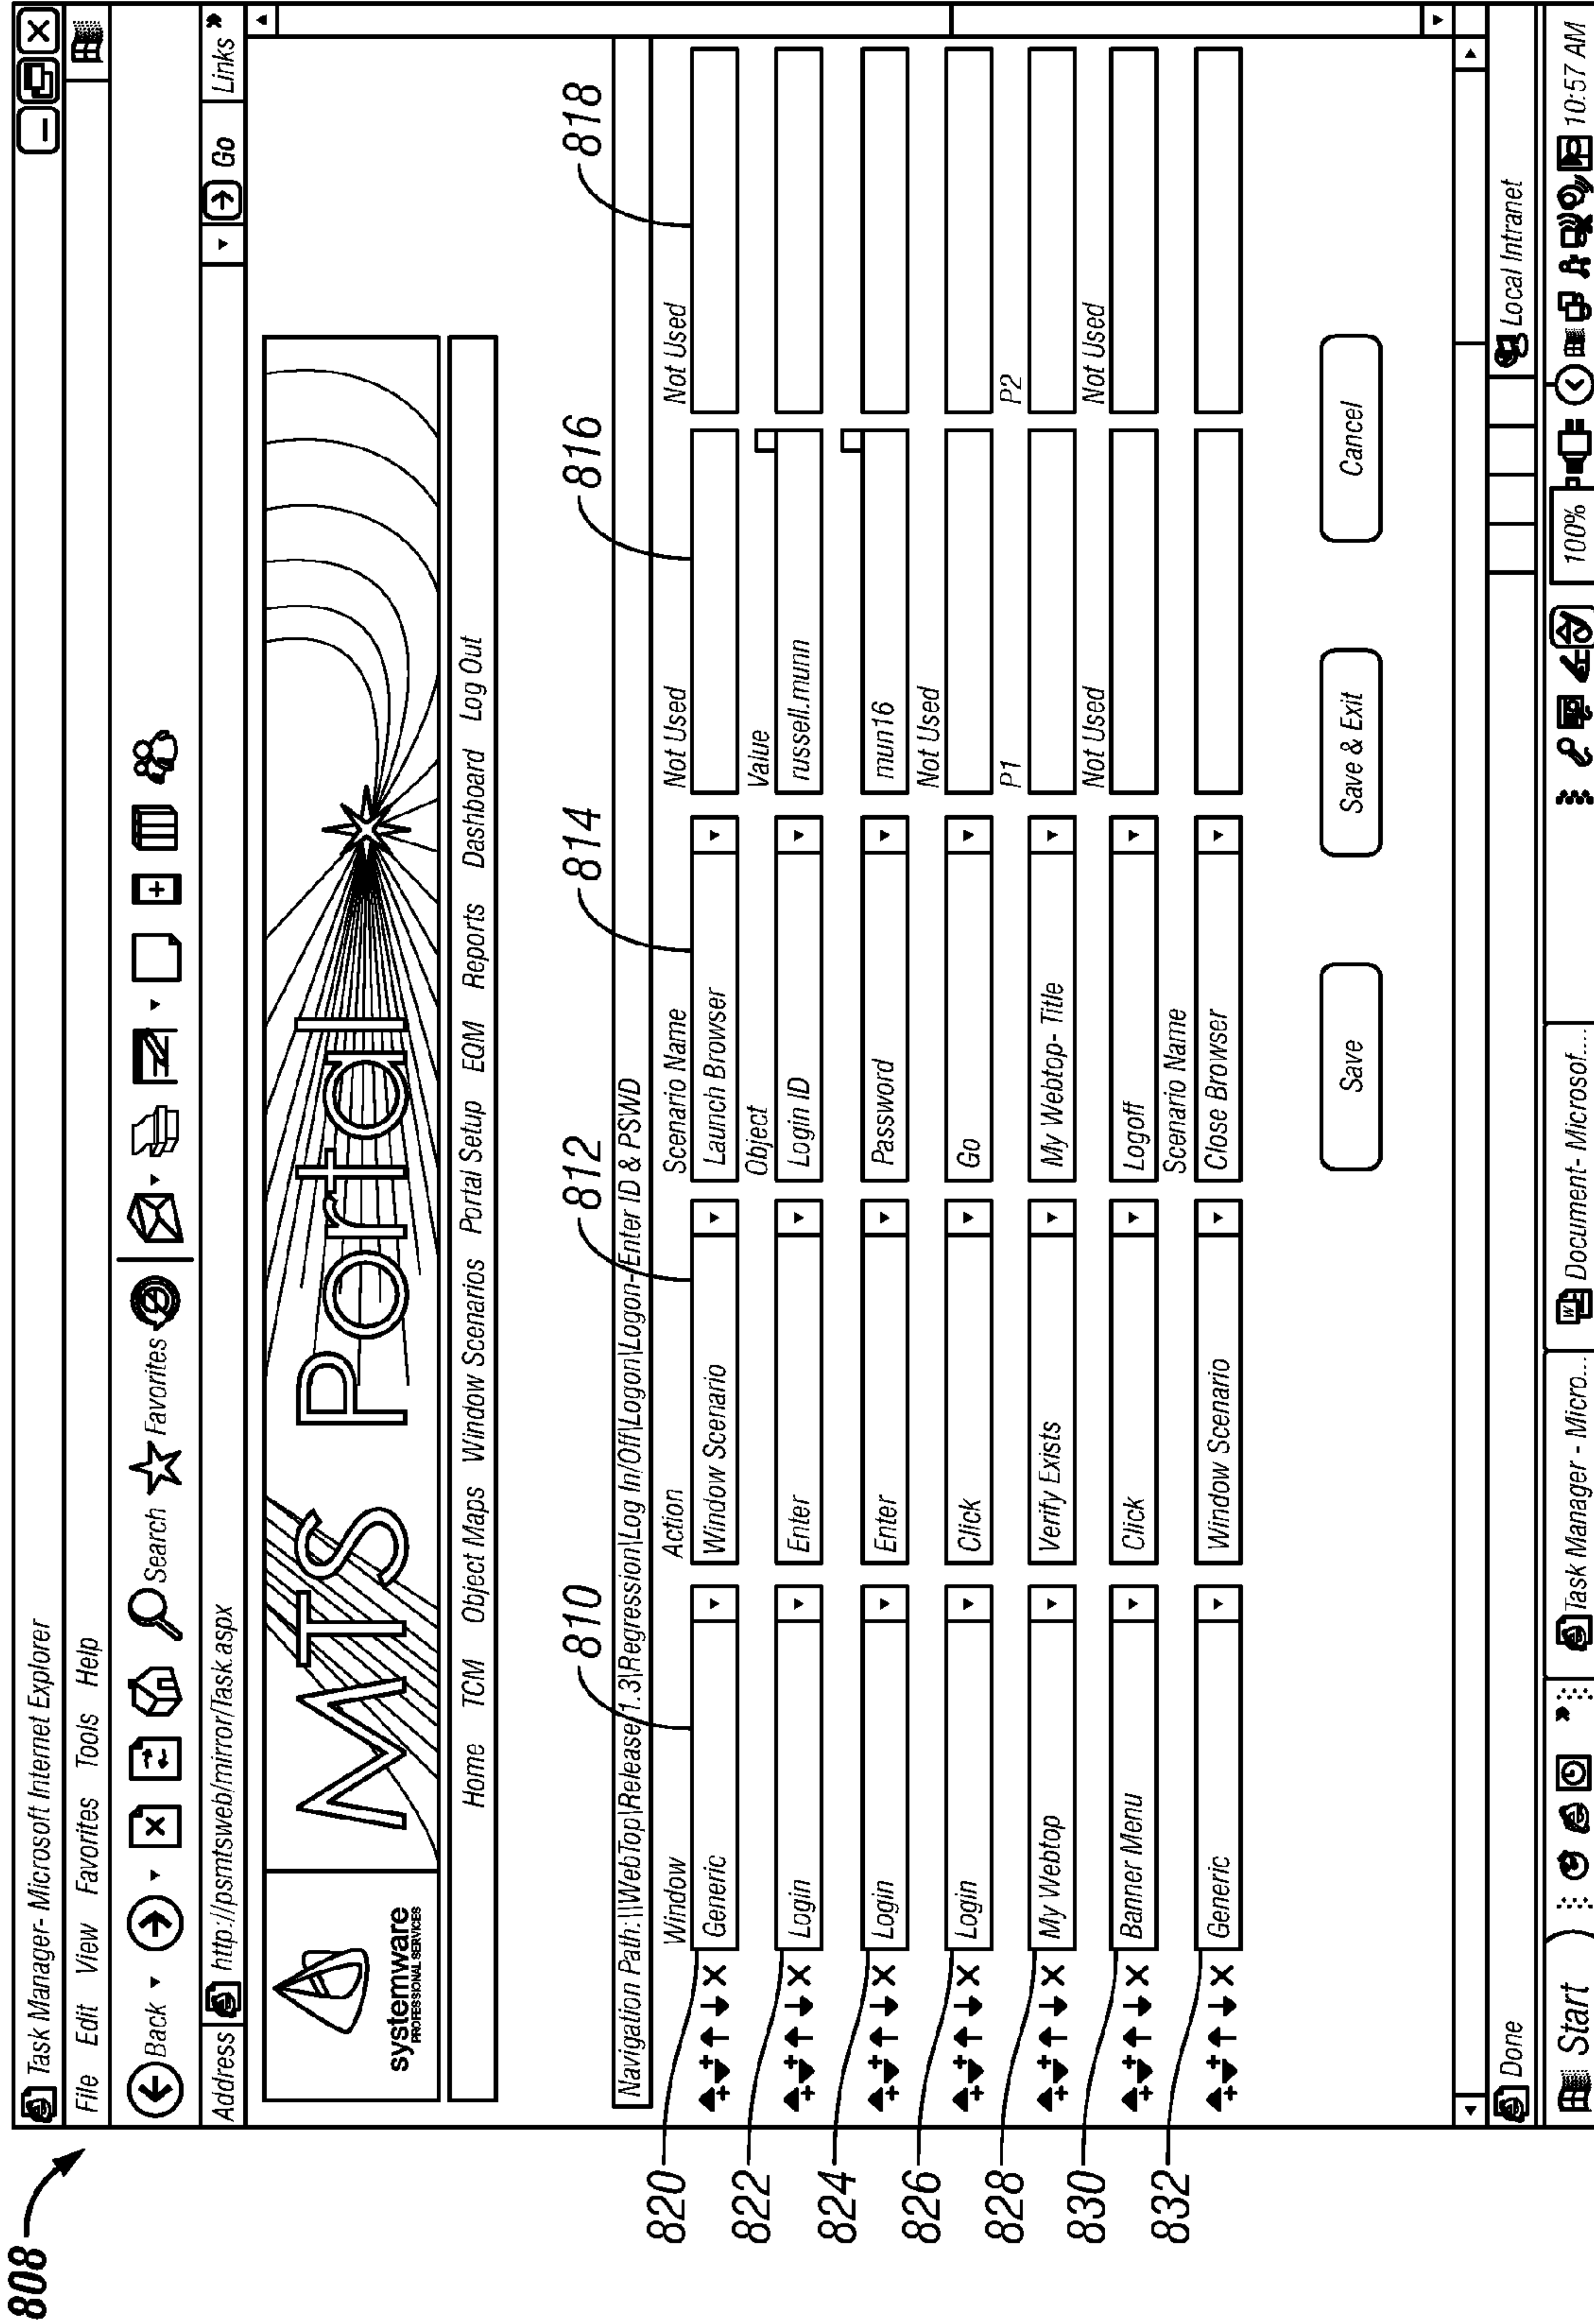 808
Task Manager- Microsoft Internet Explorer
File Edit View Favorites Tools Help
Back Search Favorites
Address http://psmtsweb/mirror/Task.aspx Go Links »
systemware
PROFESSIONAL SERVICES
MTS Portal
Home TCM Object Maps Window Scenarios Portal Setup EQM Reports Dashboard Log Out
810 812 814 816 818
Navigation Path:\\WebTop\Release 1.3\Regression\Log In/Off\Logon\Logon-Enter ID & PSWD
Window Action Scenario Name Not Used Not Used
820 Generic Window Scenario Launch Browser
Object Value
822 Login Enter Login ID russell.munn
824 Login Enter Password mun16
Not Used
826 Login Click Go
P1 P2
828 My Webtop Verify Exists My Webtop- Title
Not Used Not Used
830 Banner Menu Click Logoff
Scenario Name
832 Generic Window Scenario Close Browser
Save Save & Exit Cancel
Done Local Intranet
Start » Task Manager - Micro... Document- Microsof.... 100% 10:57 AM